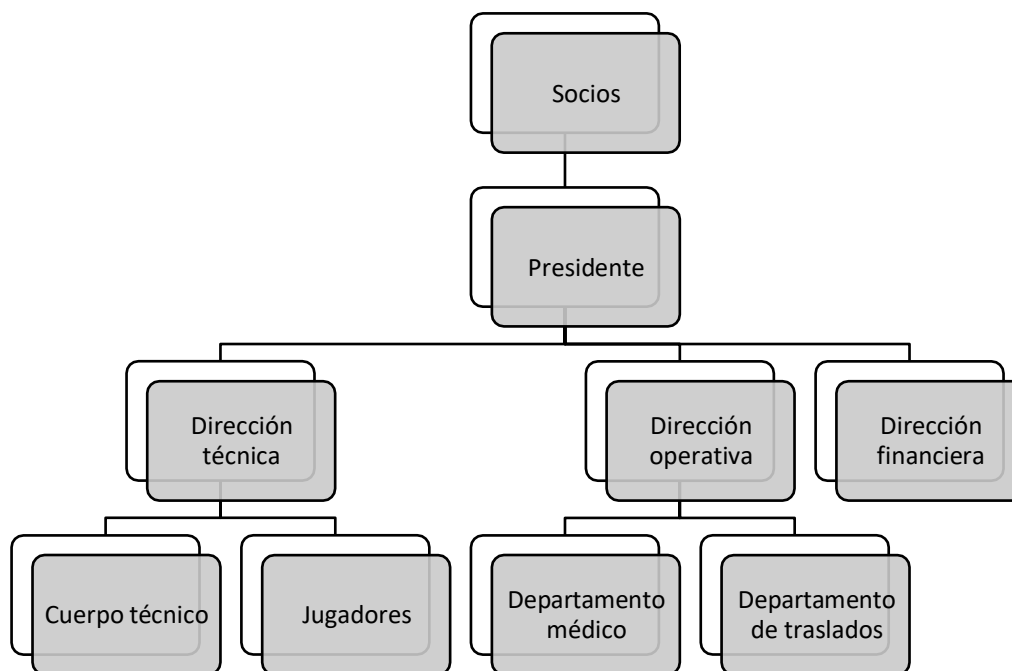 Socios
Presidente
Dirección
técnica
Dirección
operativa
Dirección
financiera
Cuerpo técnico
Jugadores
Departamento
médico
Departamento
de traslados